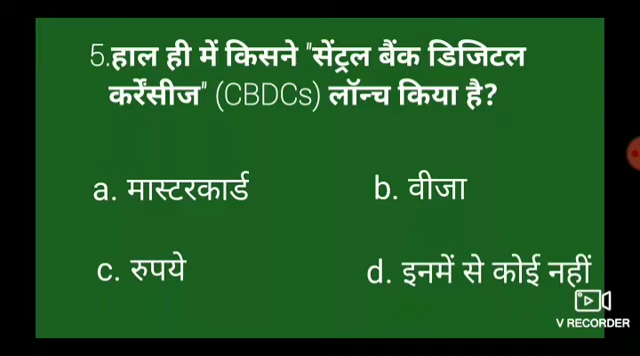 5.हाल ही में किसने "सेंट्रल बैंक डिजिटल
करेंसीज" (CBDCs) लॉन्च किया है?
a. मास्टरकार्ड
b. वीजा
c. रुपये
d. इनमें से कोई नहीं
V RECORDER